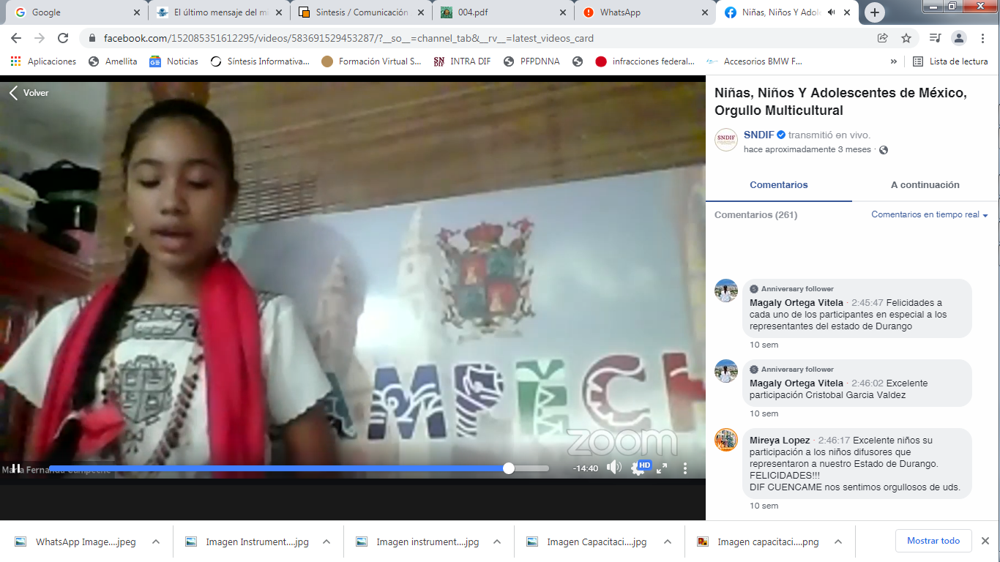 Google
El último mensaje del mi
Sintesis / Comunicación
004.pdf
WhatsApp
Niñas, Niños Y Adole
facebook.com/152085351612295/videos/583691529453287/?__so__=channel_tab&__rv__=latest_videos_card
Aplicaciones
Amellita
Noticias
Síntesis Informativa...
Formación Virtual S...
INTRA DIF
PFPDNNA
infracciones federal...
Accesorios BMW F...
»
Lista de lectura
Volver
CAMPECH
zoom
María Fernanda Campeche
-14:40
HD
Niñas, Niños Y Adolescentes de México,
Orgullo Multicultural
SNDIF
SNDIF transmitió en vivo.
hace aproximadamente 3 meses ·
Comentarios
A continuación
Comentarios (261)
Comentarios en tiempo real
Anniversary follower
Magaly Ortega Vitela · 2:45:47 Felicidades a
cada uno de los participantes en especial a los
representantes del estado de Durango
10 sem
Anniversary follower
Magaly Ortega Vitela · 2:46:02 Excelente
participación Cristobal Garcia Valdez
10 sem
Mireya Lopez · 2:46:17 Excelente niños su
participación a los niños difusores que
representaron a nuestro Estado de Durango.
FELICIDADES!!!
DIF CUENCAME nos sentimos orgullosos de uds.
10 sem
WhatsApp Image....jpeg
Imagen Instrument....jpg
Imagen instrument....jpg
Imagen Capacitaci....jpg
Imagen capacitaci....png
Mostrar todo